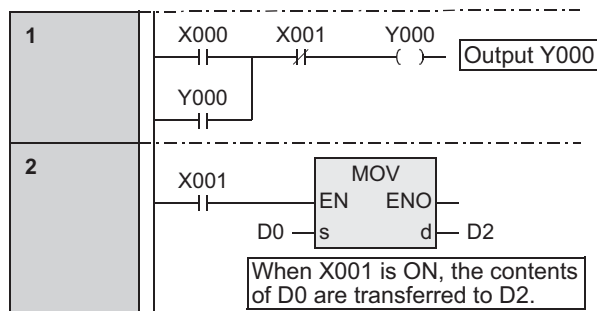 1
X000 X001 Y000
Output Y000
Y000
2
X001
MOV
EN ENO
D0 s d D2
When X001 is ON, the contents
of D0 are transferred to D2.